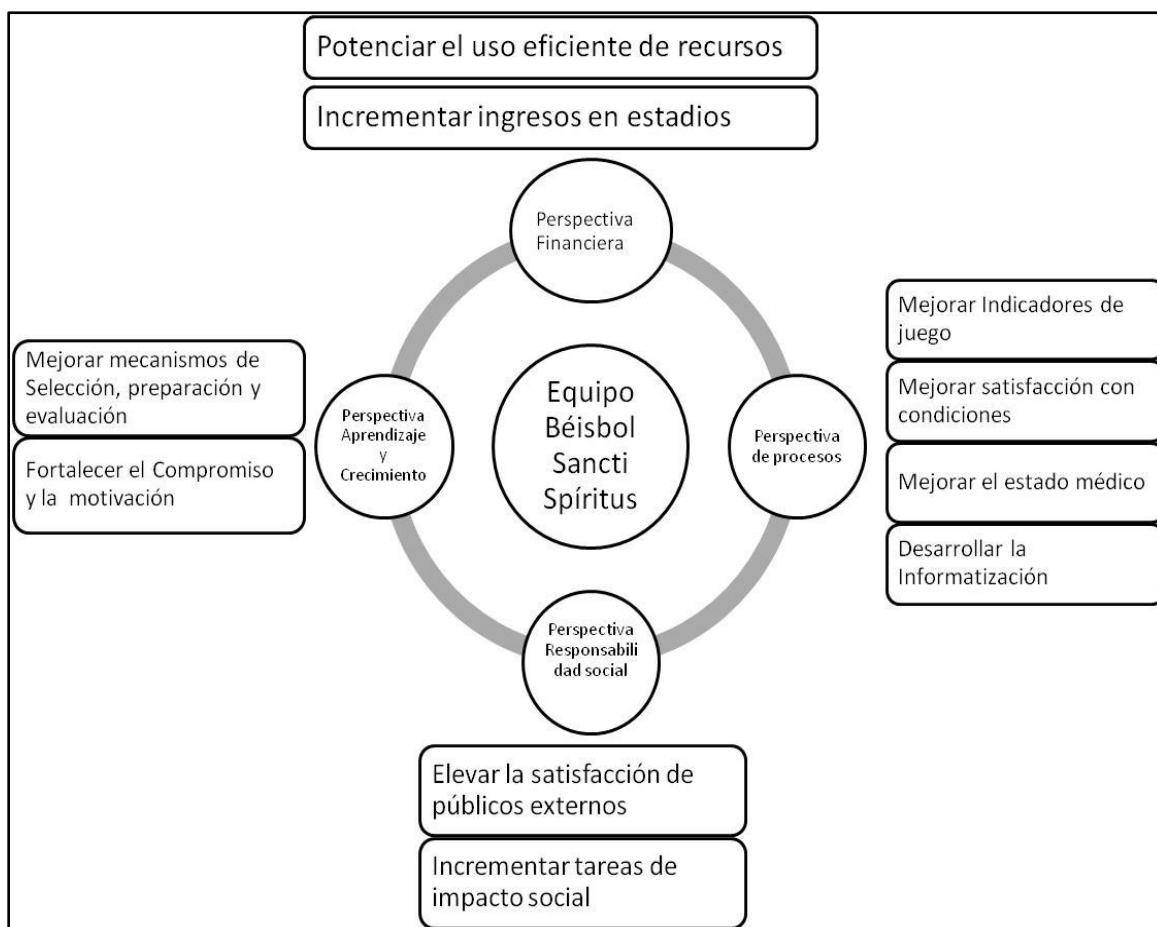 Potenciar el uso eficiente de recursos
Incrementar ingresos en estadios
Perspectiva
Financiera
Mejorar mecanismos de
Selección, preparación y
evaluación
Fortalecer el Compromiso
y la motivación
Perspectiva
Aprendizaje
y
Crecimiento
Equipo
Béisbol
Sancti
Spíritus
Perspectiva
de procesos
Mejorar Indicadores de
juego
Mejorar satisfacción con
condiciones
Mejorar el estado médico
Desarrollar la
Informatización
Perspectiva
Responsabili
dad social
Elevar la satisfacción de
públicos externos
Incrementar tareas de
impacto social